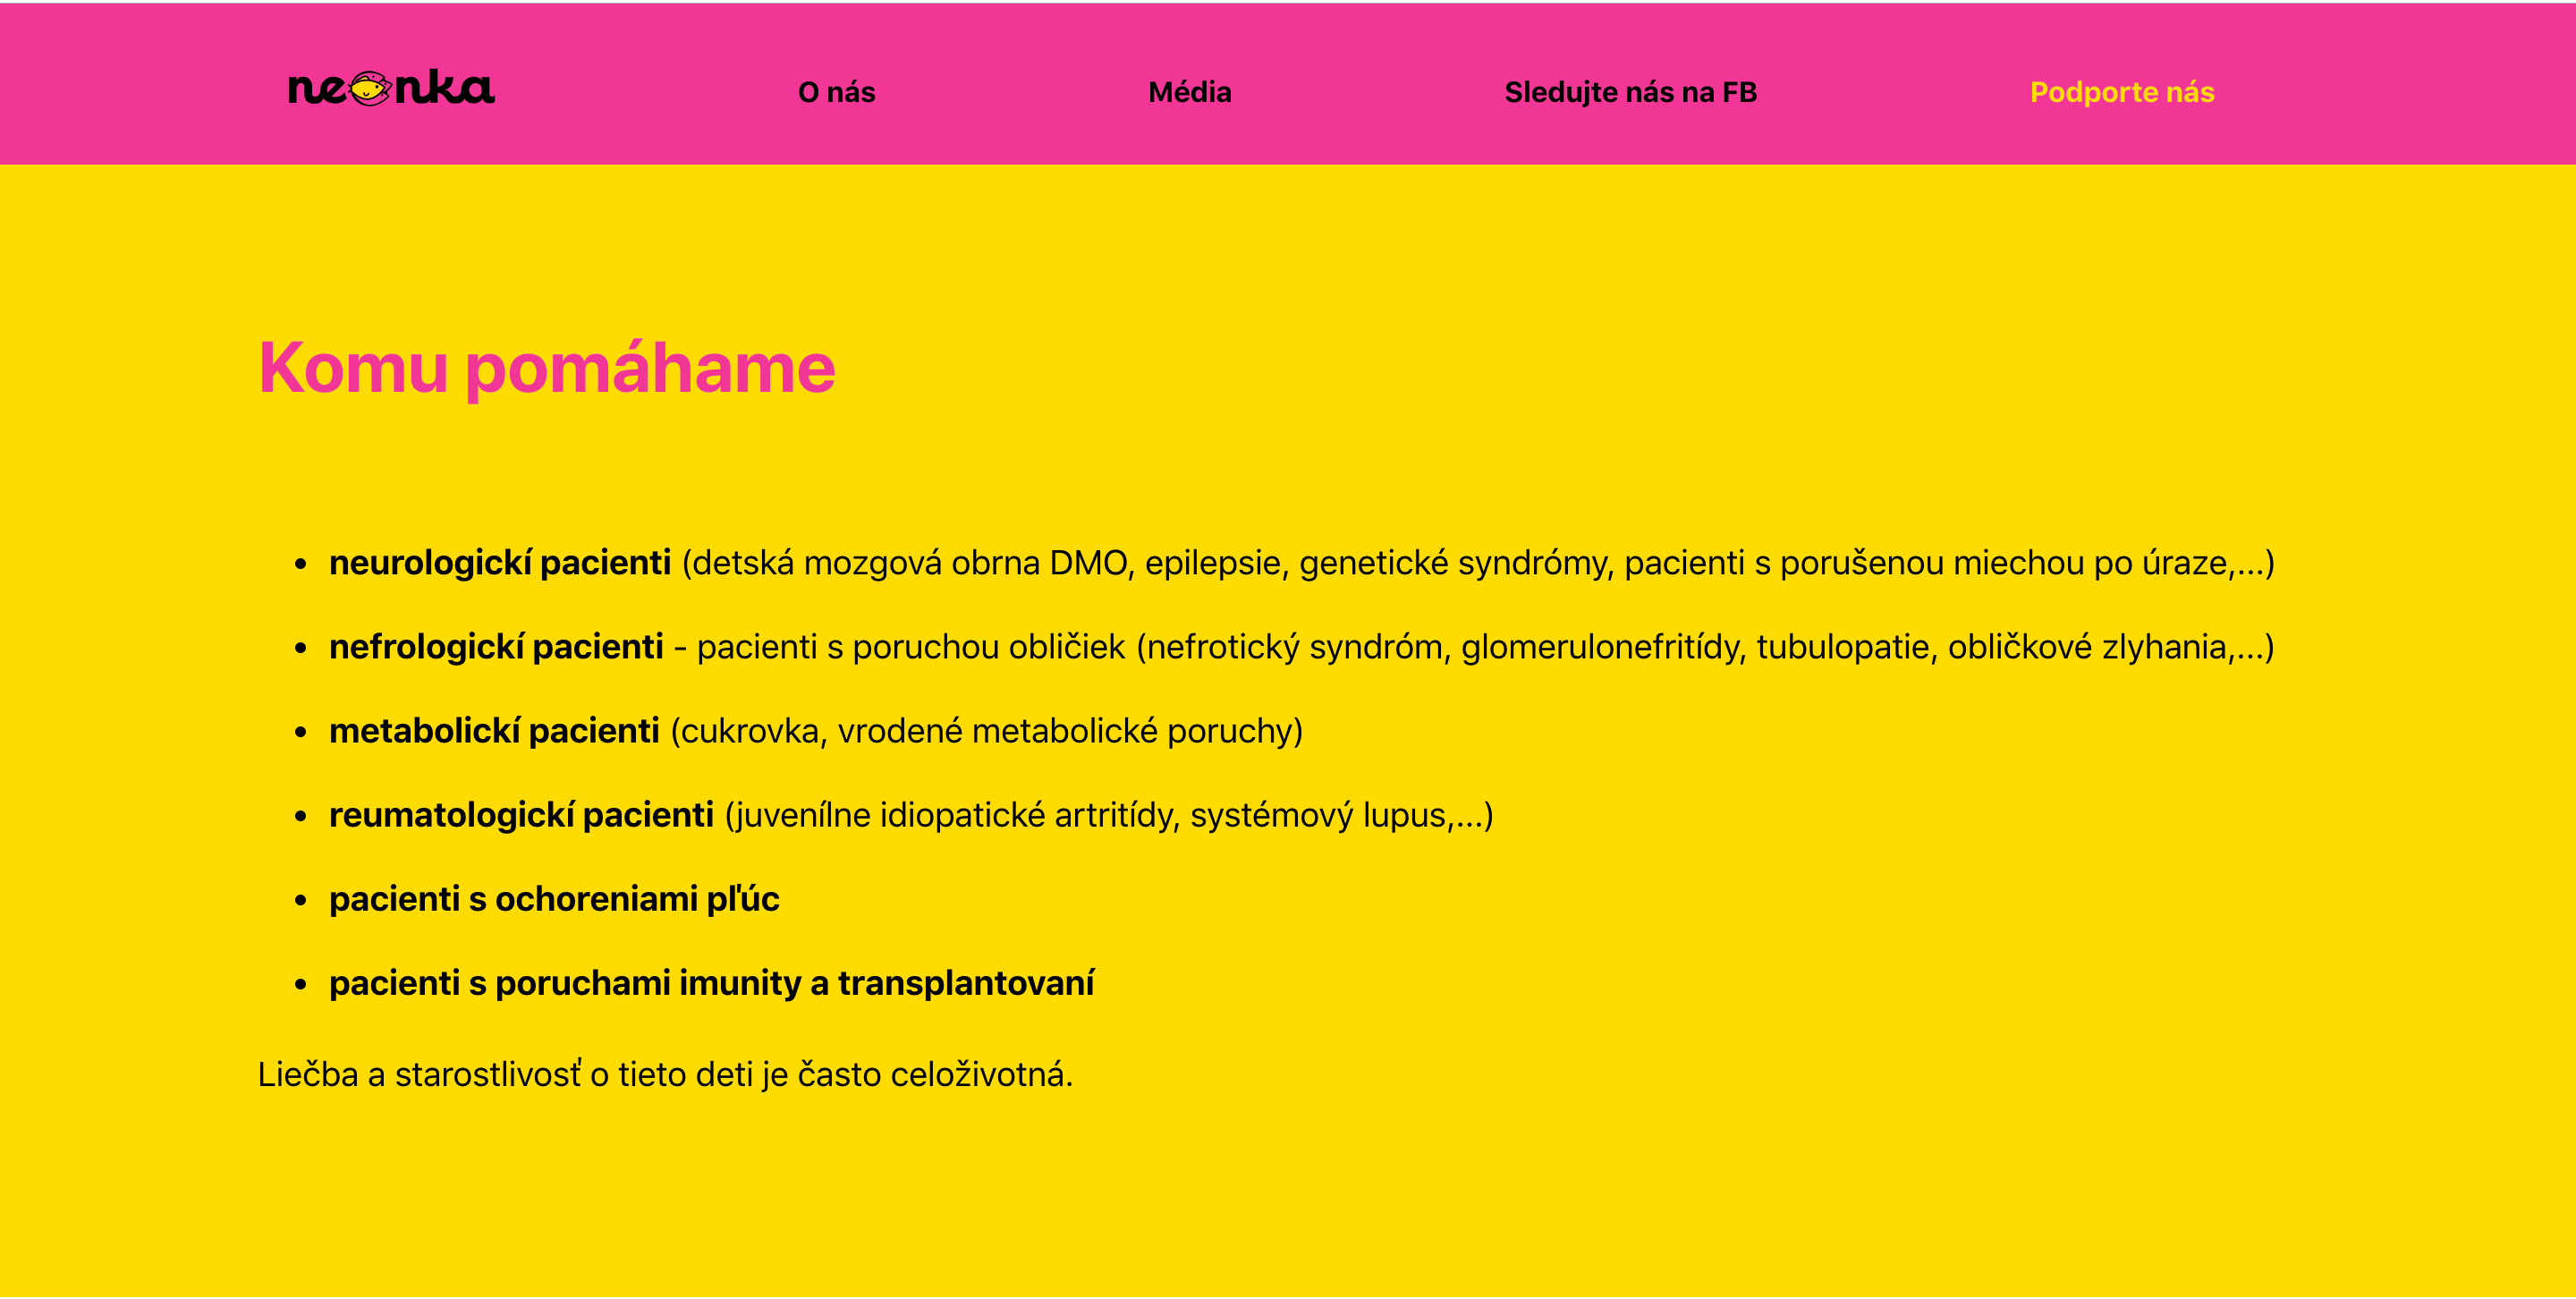 neonka
O nás
Média
Sledujte nás na FB
Podporte nás
Komu pomáhame
• neurologickí pacienti (detská mozgová obrna DMO, epilepsie, genetické syndrómy, pacienti s porušenou miechou po úraze,...)
• nefrologickí pacienti - pacienti s poruchou obličiek (nefrotický syndróm, glomerulonefritídy, tubulopatie, obličkové zlyhania,...)
• metabolickí pacienti (cukrovka, vrodené metabolické poruchy)
• reumatologickí pacienti (juvenílne idiopatické artritídy, systémový lupus,...)
• pacienti s ochoreniami pľúc
• pacienti s poruchami imunity a transplantovaní
Liečba a starostlivosť o tieto deti je často celoživotná.